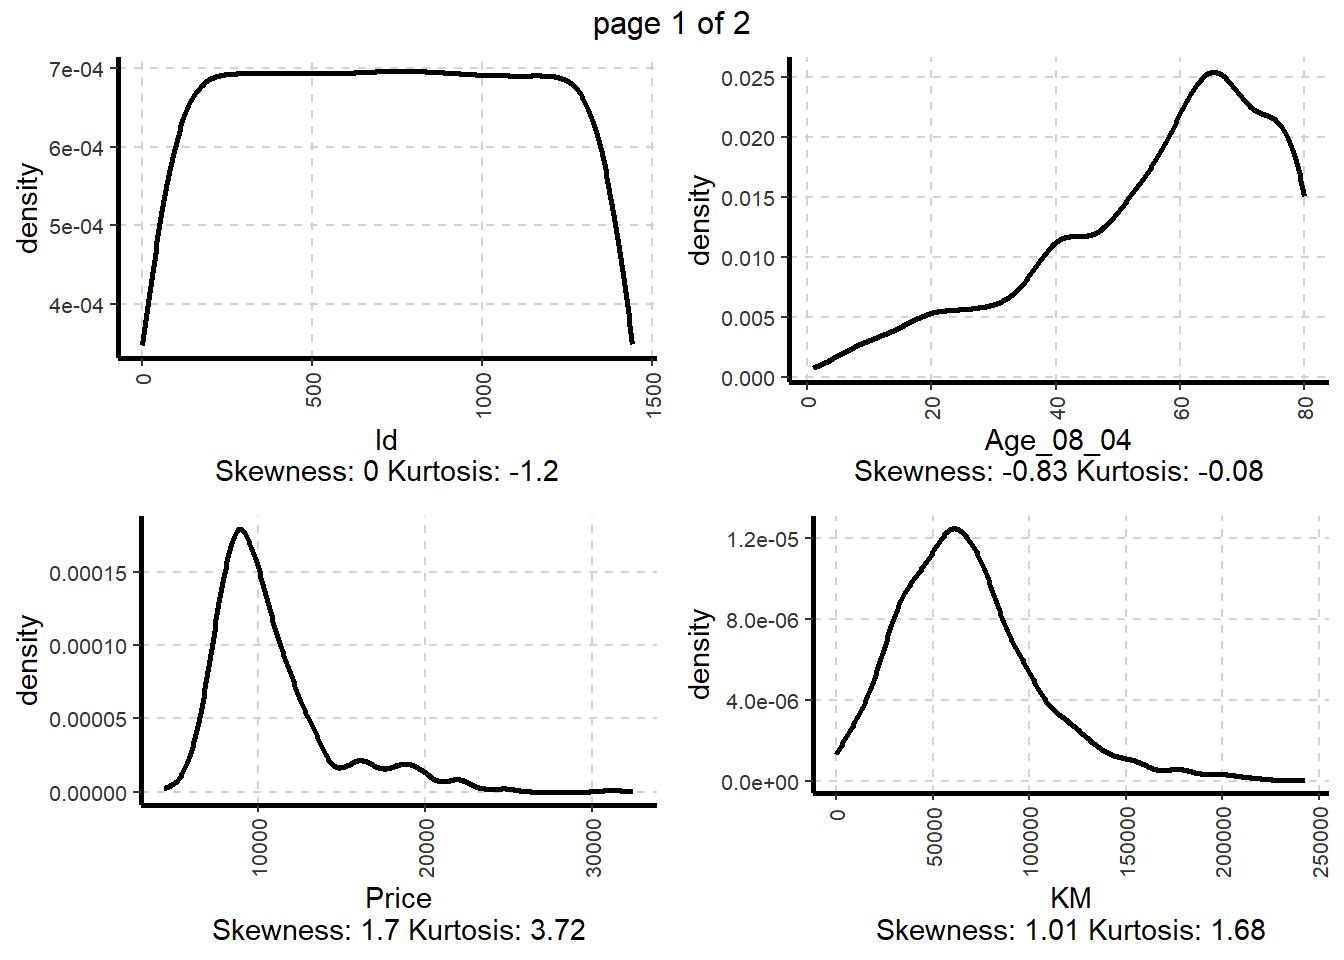 page 1 of 2
density
7e-04
6e-04
5e-04
4e-04
0
500
1000
1500
Id
Skewness: 0 Kurtosis: -1.2
density
0.025
0.020
0.015
0.010
0.005
0.000
0
20
40
60
80
Age_08_04
Skewness: -0.83 Kurtosis: -0.08
density
0.00015
0.00010
0.00005
0.00000
10000
20000
30000
Price
Skewness: 1.7 Kurtosis: 3.72
density
1.2e-05
8.0e-06
4.0e-06
0.0e+00
0
50000
100000
150000
200000
250000
KM
Skewness: 1.01 Kurtosis: 1.68